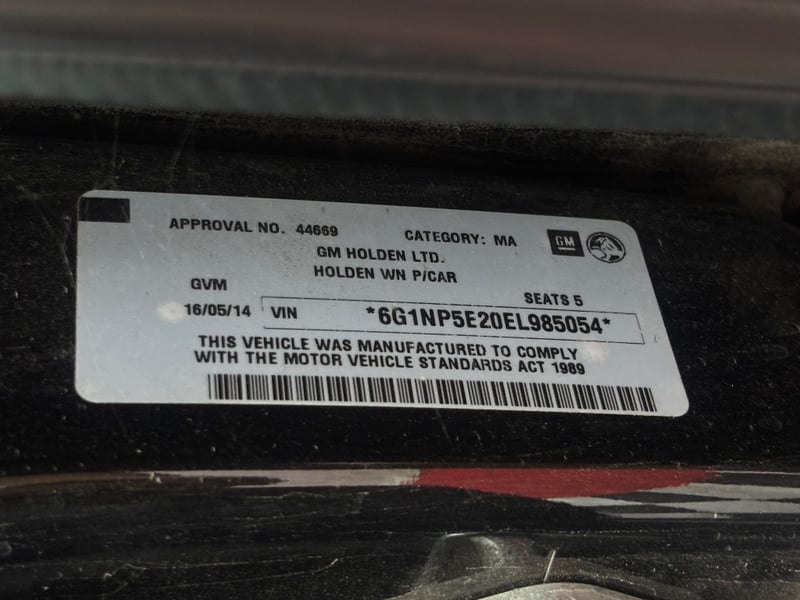 APPROVAL NO. 44669 CATEGORY: MA GM
GM HOLDEN LTD.
HOLDEN WN P/CAR
GVM
SEATS 5
16/05/14 VIN *6G1NP5E20EL985054*
THIS VEHICLE WAS MANUFACTURED TO COMPLY
WITH THE MOTOR VEHICLE STANDARDS ACT 1989